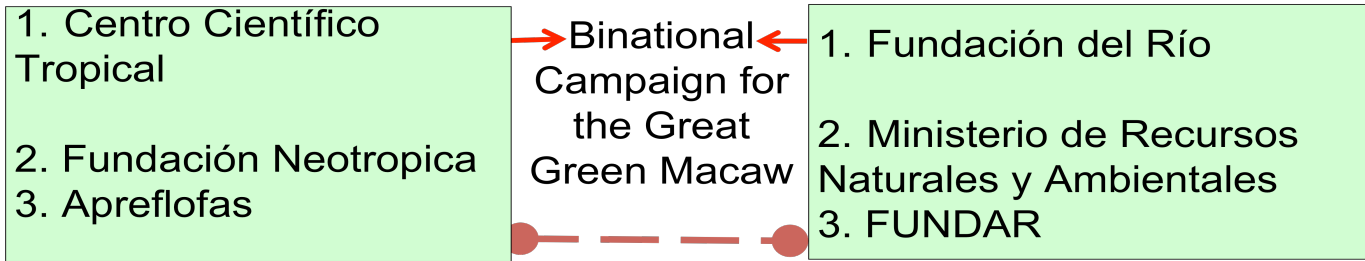 1. Centro Científico
Tropical
2. Fundación Neotropica
3. Apreflofas
Binational
Campaign for
the Great
Green Macaw
1. Fundación del Río
2. Ministerio de Recursos
Naturales y Ambientales
3. FUNDAR